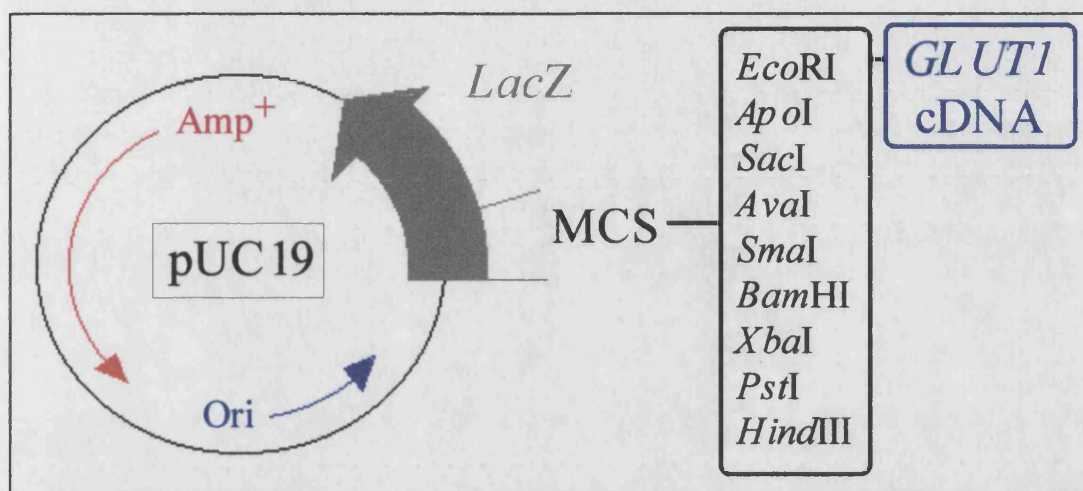 Amp+
LacZ
pUC19
MCS
Ori
EcoRI
ApoI
SacI
AvaI
SmaI
BamHI
XbaI
PstI
HindIII
GLUT1
cDNA